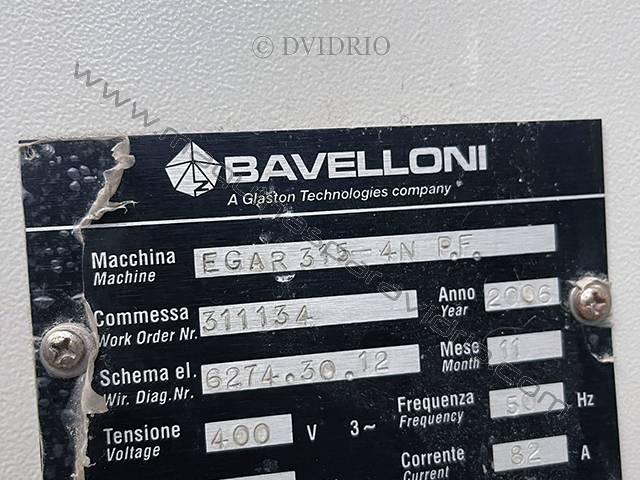 © DVIDRIO
BAVELLONI
A Glaston Technologies company
Macchina EGAR 315-4N P.F.
Machine
Commessa 311134 Anno 2006
Work Order Nr. Year
Schema el. 6274.30.12 Mese 11
Wir. Diag. Nr. Month
Tensione 400 V 3~ Frequenza 50 Hz
Voltage Frequency
Corrente 82 A
Current